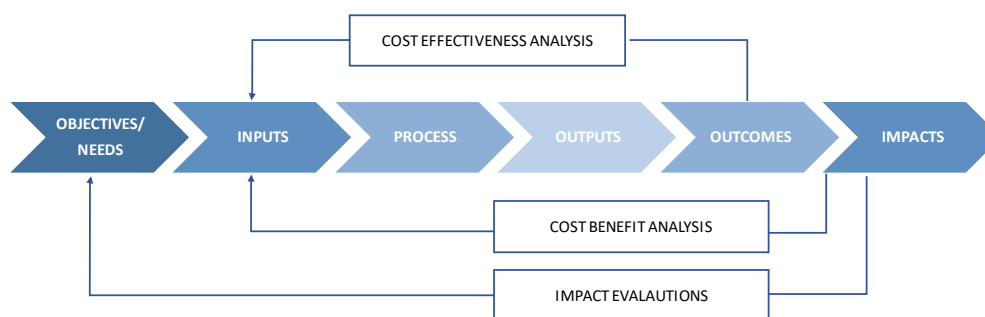 COST EFFECTIVENESS ANALYSIS
OBJECTIVES/
NEEDS
INPUTS
PROCESS
OUTPUTS
OUTCOMES
IMPACTS
COST BENEFIT ANALYSIS
IMPACT EVALAUTIONS